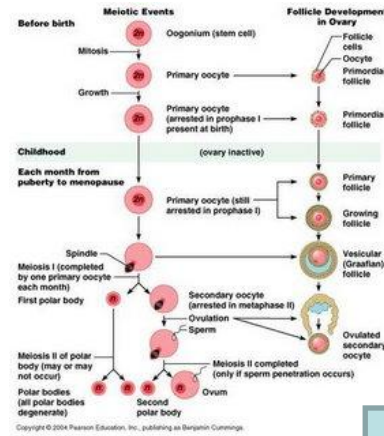 Meiotic Events
Follicle Development
in Ovary
Before birth
2n
Oogonium (stem cell)
Follicle
cells
Oocyte
Mitosis
2n
Primary oocyte
Primordial
follicle
Growth
2n
Primary oocyte
(arrested in prophase I
present at birth)
Primordial
follicle
Childhood
(ovary inactive)
Each month from
puberty to menopause
2n
Primary oocyte (still
arrested in prophase I)
Primary
follicle
Growing
follicle
Spindle
Meiosis I (completed
by one primary oocyte
each month)
Vesicular
(Graafian)
follicle
First polar body
n
Secondary oocyte
(arrested in metaphase II)
Ovulation
Sperm
Ovulated
secondary
oocyte
Meiosis II of polar
body (may or may
not occur)
Meiosis II completed
(only if sperm penetration occurs)
n
n
n
n
Polar bodies
(all polar bodies
degenerate)
Second
polar body
Ovum
Copyright © 2004 Pearson Education, Inc., publishing as Benjamin Cummings.